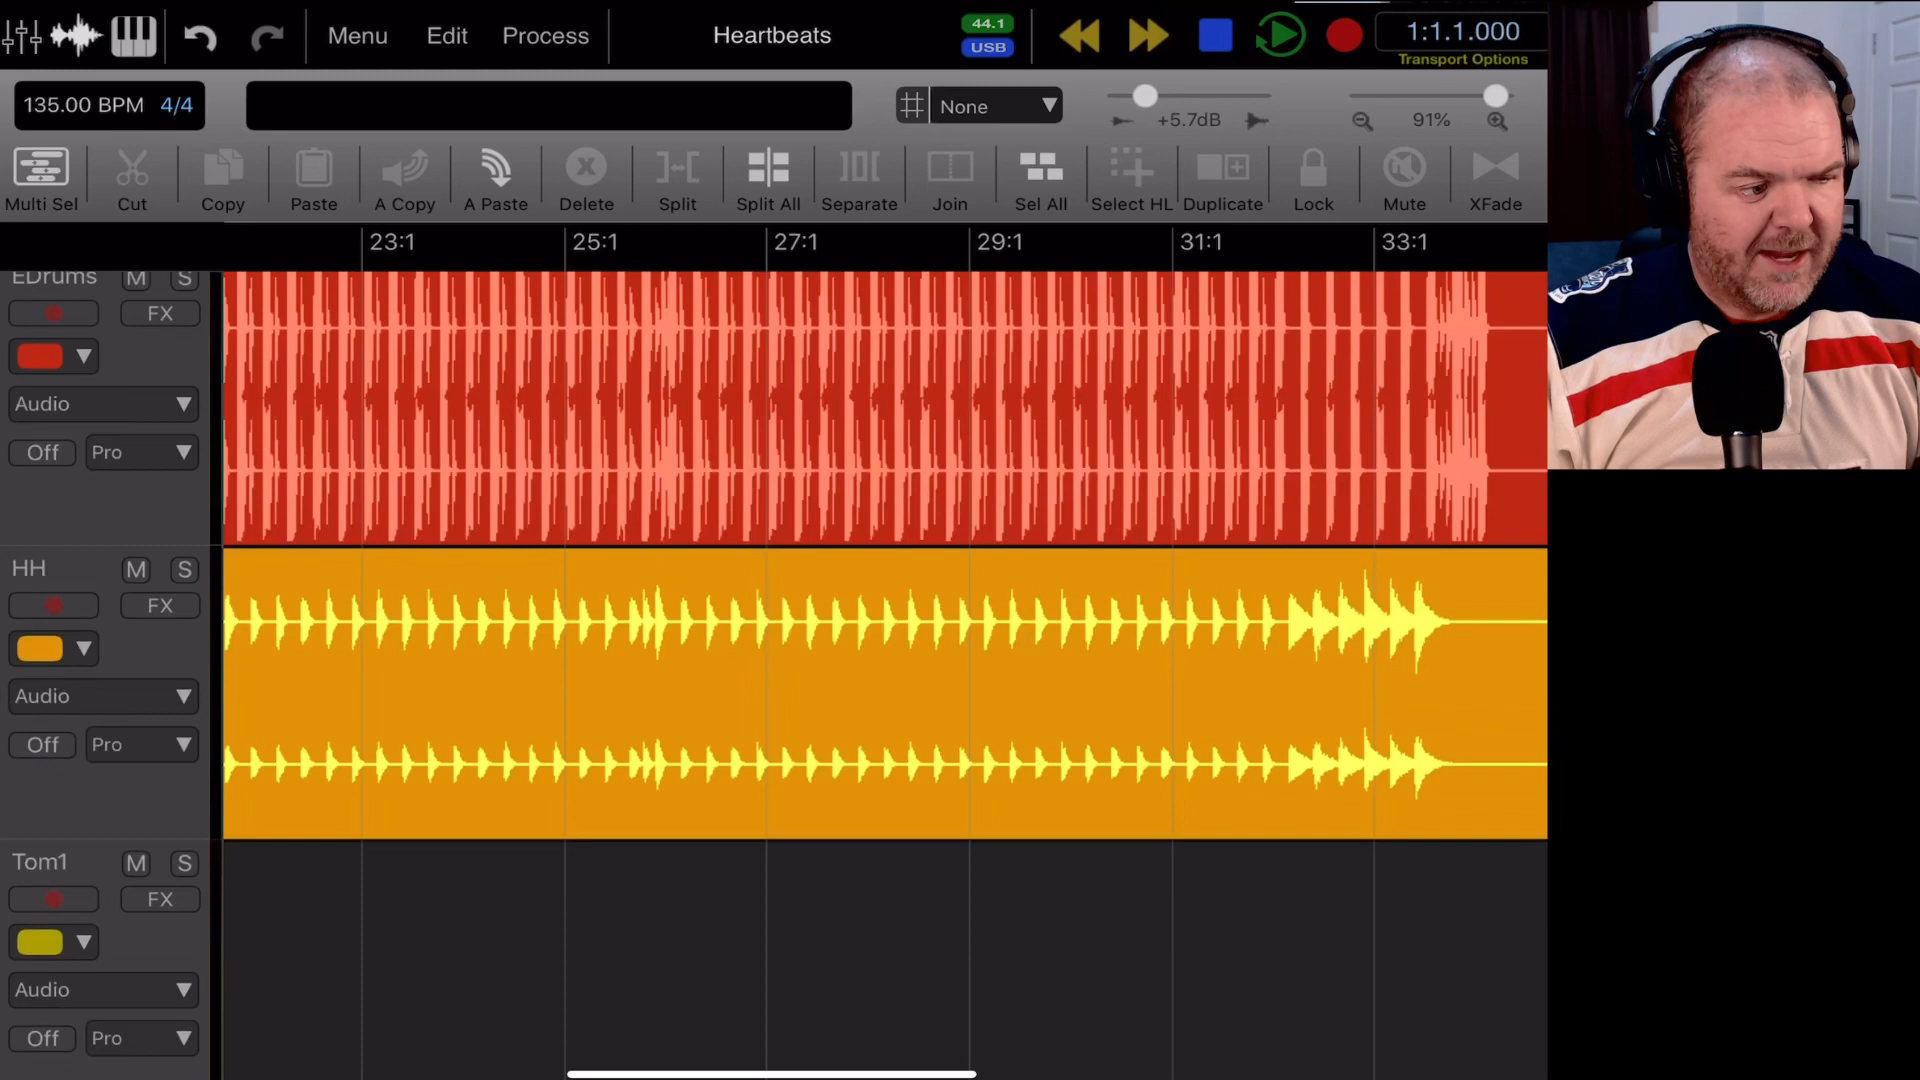 Menu Edit Process Heartbeats 44.1 USB 1:1.1.000
Transport Options
135.00 BPM 4/4 None +5.7dB 91%
Multi Sel Cut Copy Paste A Copy A Paste Delete Split Split All Separate Join Sel All Select HL Duplicate Lock Mute XFade
23:1 25:1 27:1 29:1 31:1 33:1
EDrums M S
FX
Audio
Off Pro
HH M S
FX
Audio
Off Pro
Tom1 M S
FX
Audio
Off Pro